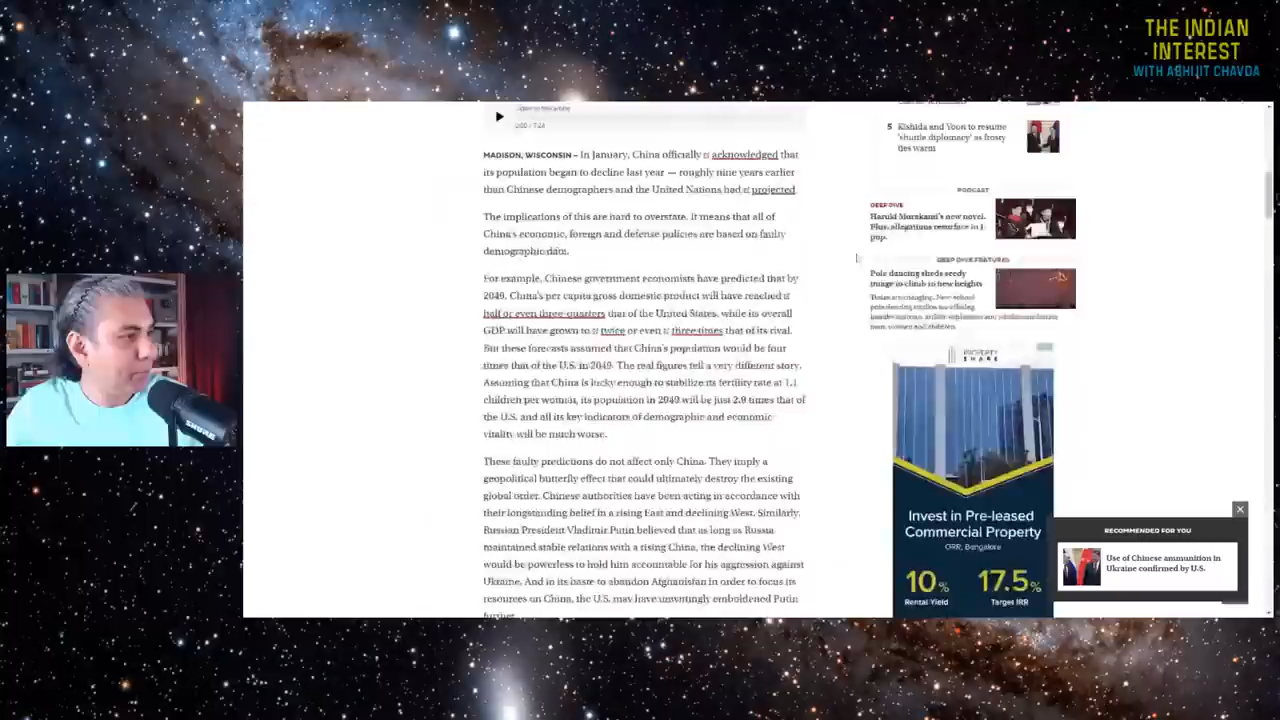 THE INDIAN
INTEREST
WITH ABHIJIT CHAVDA
0:00 / 7:24
MADISON, WISCONSIN – In January, China officially acknowledged that
its population began to decline last year — roughly nine years earlier
than Chinese demographers and the United Nations had projected.
The implications of this are hard to overstate. It means that all of
China's economic, foreign and defense policies are based on faulty
demographic data.
For example, Chinese government economists have predicted that by
2049, China's per capita gross domestic product will have reached
half or even three-quarters that of the United States, while its overall
GDP will have grown to twice or even three times that of its rival.
But these forecasts assumed that China's population would be four
times that of the U.S. in 2049. The real figures tell a very different story.
Assuming that China is lucky enough to stabilize its fertility rate at 1.1
children per woman, its population in 2049 will be just 2.9 times that of
the U.S. and all its key indicators of demographic and economic
vitality will be much worse.
These faulty predictions do not affect only China. They imply a
geopolitical butterfly effect that could ultimately destroy the existing
global order. Chinese authorities have been acting in accordance with
their longstanding belief in a rising East and declining West. Similarly,
Russian President Vladimir Putin believed that as long as Russia
maintained stable relations with a rising China, the declining West
would be powerless to hold him accountable for his aggression against
Ukraine. And in its haste to abandon Afghanistan in order to focus its
resources on China, the U.S. may have unwittingly emboldened Putin
further.
5 Kishida and Yoon to resume
'shuttle diplomacy' as frosty
ties warm
PODCAST
DEEP DIVE
Haruki Murakami's new novel.
Plus, allegations resurface in J-
pop.
DEEP DIVE FEATURED
Pole dancing sheds seedy
image to climb to new heights
PROPERTY
SHARE
Invest in Pre-leased
Commercial Property
ORR, Bangalore
10% 17.5%
Rental Yield Target IRR
RECOMMENDED FOR YOU
Use of Chinese ammunition in
Ukraine confirmed by U.S.
SHURE